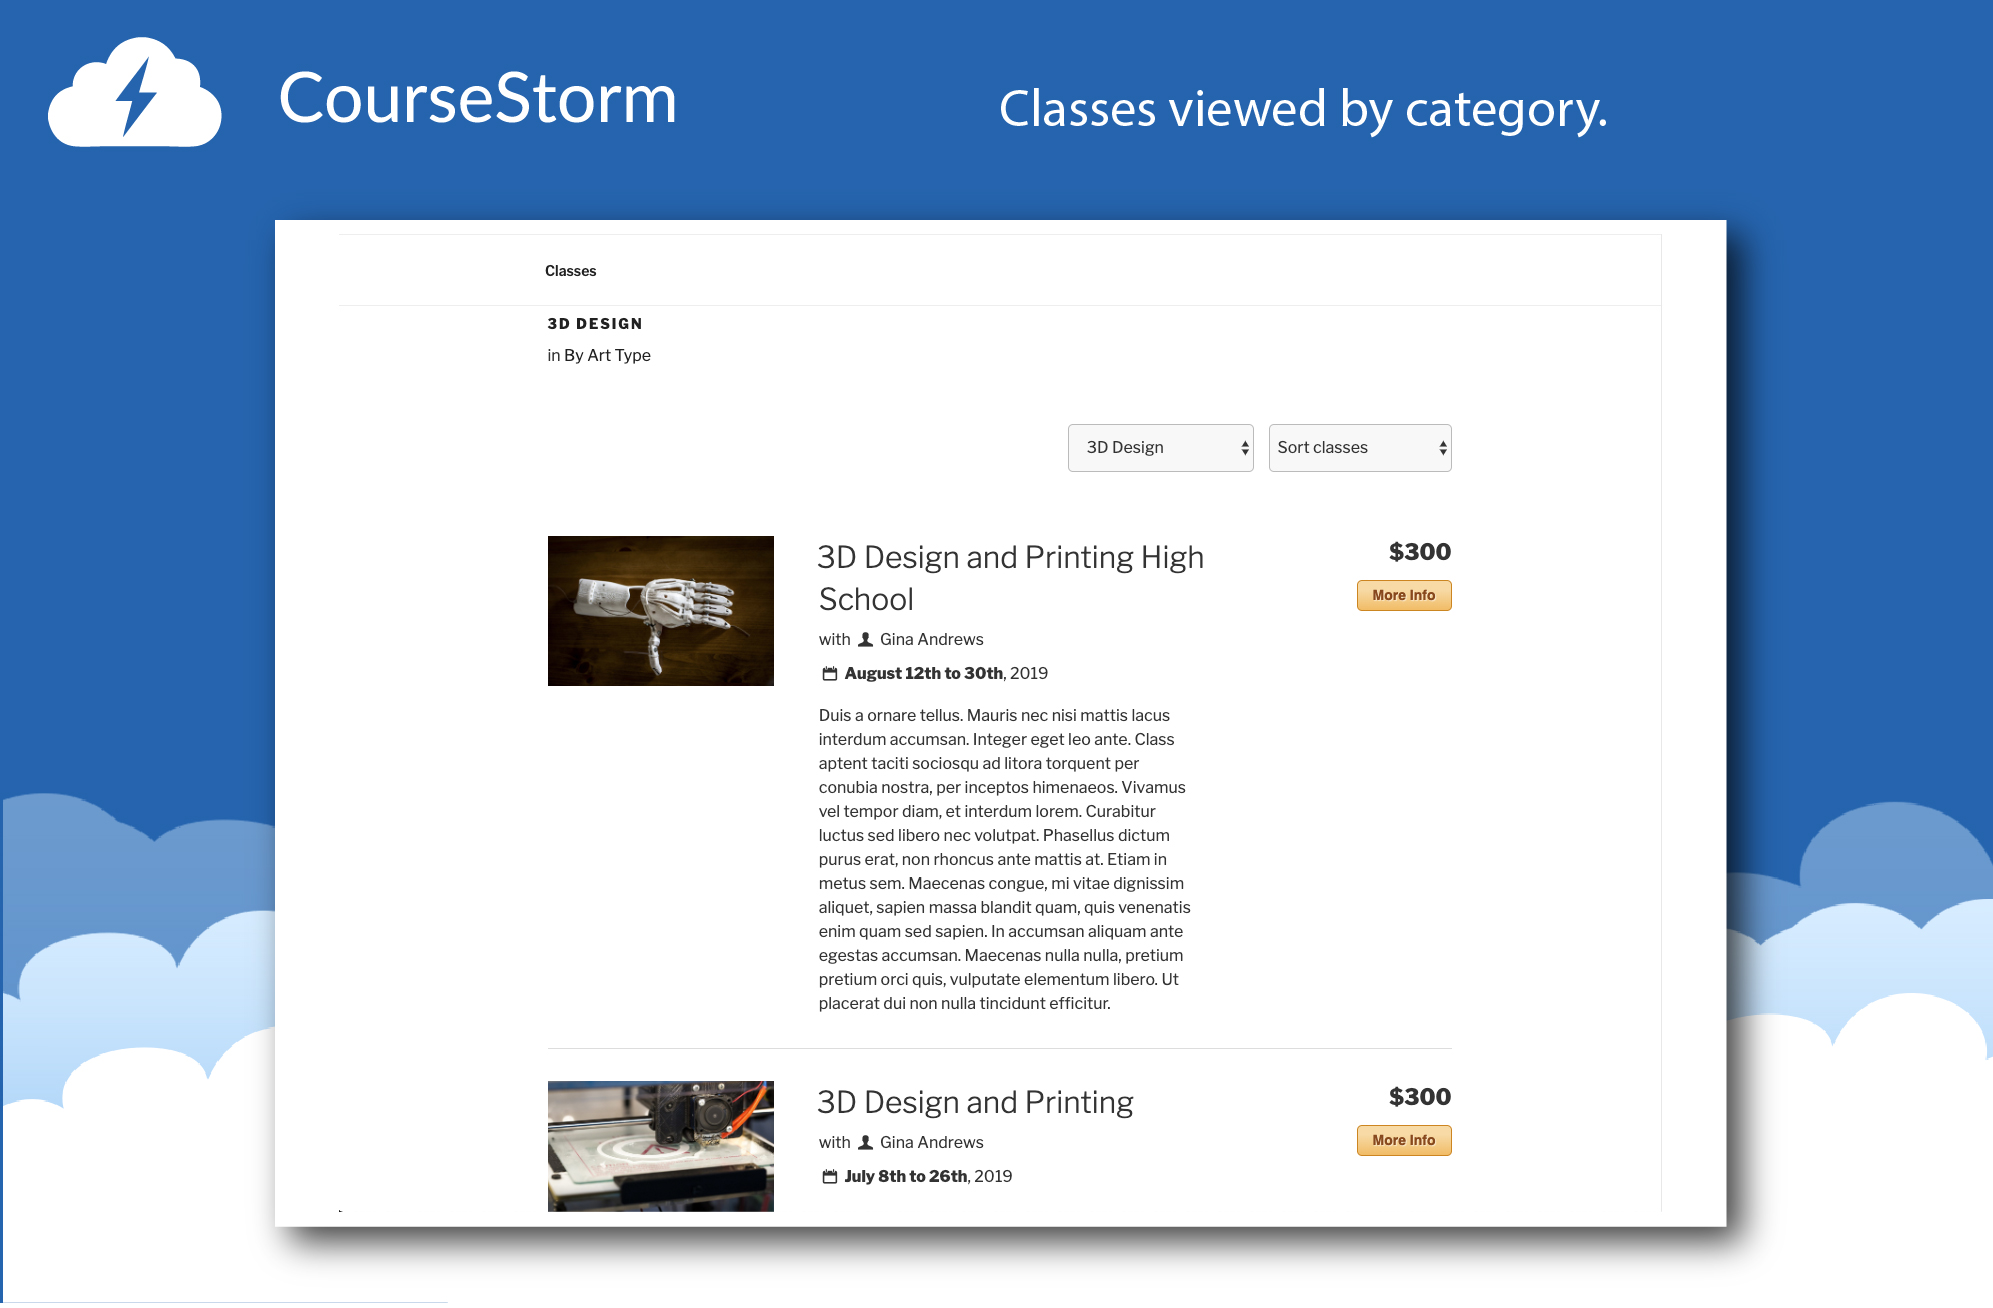 CourseStorm
Classes viewed by category.
Classes
3D DESIGN
in By Art Type
3D Design
Sort classes
3D Design and Printing High
School
$300
More Info
with Gina Andrews
August 12th to 30th, 2019
Duis a ornare tellus. Mauris nec nisi mattis lacus
interdum accumsan. Integer eget leo ante. Class
aptent taciti sociosqu ad litora torquent per
conubia nostra, per inceptos himenaeos. Vivamus
vel tempor diam, et interdum lorem. Curabitur
luctus sed libero nec volutpat. Phasellus dictum
purus erat, non rhoncus ante mattis at. Etiam in
metus sem. Maecenas congue, mi vitae dignissim
aliquet, sapien massa blandit quam, quis venenatis
enim quam sed sapien. In accumsan aliquam ante
egestas accumsan. Maecenas nulla nulla, pretium
pretium orci quis, vulputate elementum libero. Ut
placerat dui non nulla tincidunt efficitur.
3D Design and Printing
$300
More Info
with Gina Andrews
July 8th to 26th, 2019